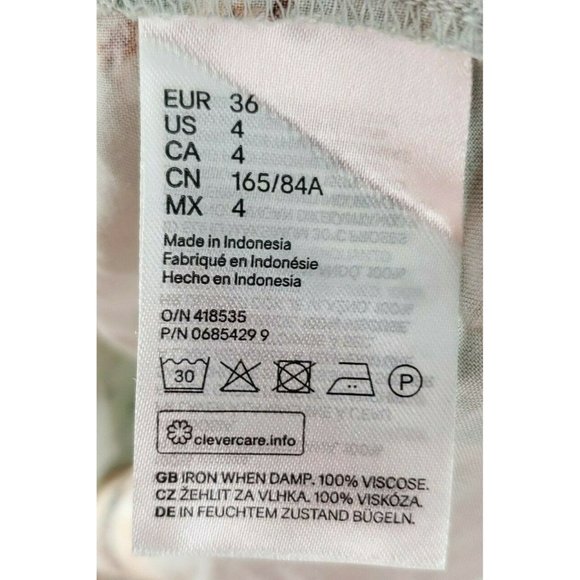 EUR 36
US 4
CA 4
CN 165/84A
MX 4
Made in Indonesia
Fabriqué en Indonésie
Hecho en Indonesia
O/N 418535
P/N 0685429 9
30 P
clevercare.info
GB IRON WHEN DAMP. 100% VISCOSE.
CZ ŽEHLIT ZA VLHKA. 100% VISKÓZA.
DE IN FEUCHTEM ZUSTAND BÜGELN.